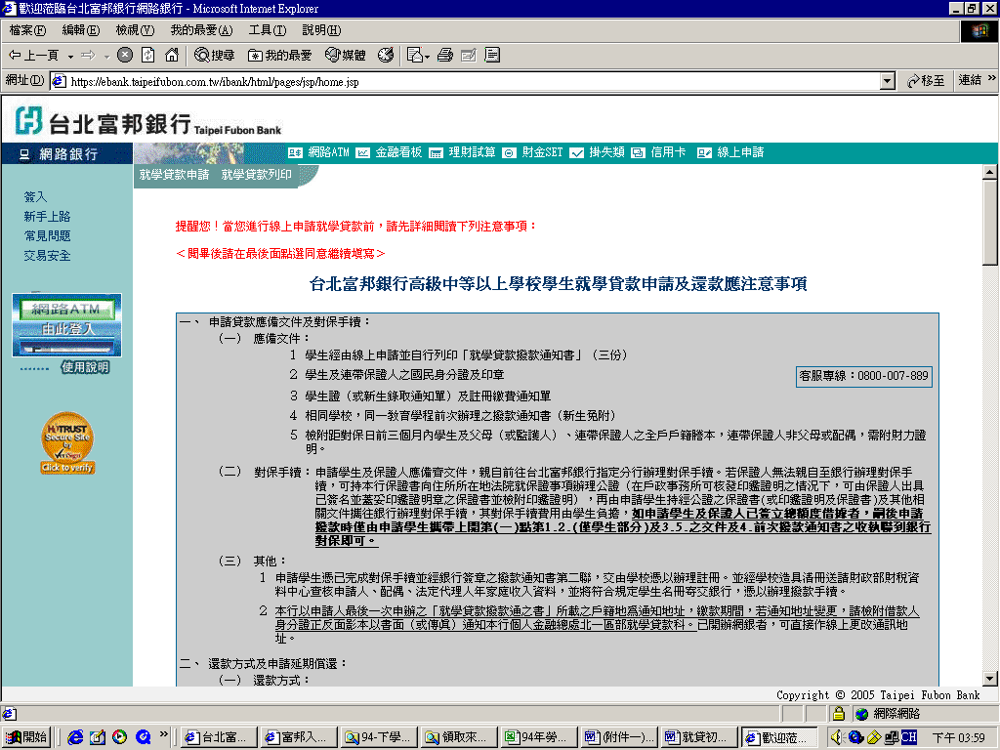 歡迎蒞臨台北富邦銀行網路銀行 - Microsoft Internet Explorer
檔案(F) 編輯(E) 檢視(V) 我的最愛(A) 工具(T) 說明(H)
上一頁 搜尋 我的最愛 媒體
網址(D) https://ebank.taipeifubon.com.tw/ibank/html/pages/jsp/home.jsp 移至 連結 »
台北富邦銀行 Taipei Fubon Bank
網路銀行 網路ATM 金融看板 理財試算 財金SET 掛失類 信用卡 線上申請
就學貸款申請 就學貸款列印
簽入
新手上路
常見問題
交易安全
網路ATM
由此登入
使用說明
HiTRUST
Secure Site
by
VeriSign
Click to verify
提醒您！當您進行線上申請就學貸款前，請先詳細閱讀下列注意事項：
＜閱畢後請在最後面點選同意繼續填寫＞
台北富邦銀行高級中等以上學校學生就學貸款申請及還款應注意事項
一、 申請貸款應備文件及對保手續：
（一） 應備文件：
1 學生經由線上申請並自行列印「就學貸款撥款通知書」（三份）
2 學生及連帶保證人之國民身分證及印章
客服專線：0800-007-889
3 學生證（或新生錄取通知單）及註冊繳費通知單
4 相同學校，同一教育學程前次辦理之撥款通知書（新生免附）
5 檢附距對保日前三個月內學生及父母（或監護人）、連帶保證人之全戶戶籍謄本，連帶保證人非父母或配偶，需附財力證
明。
（二） 對保手續： 申請學生及保證人應備齊文件，親自前往台北富邦銀行指定分行辦理對保手續。若保證人無法親自至銀行辦理對保手
續，可持本行保證書向住所所在地法院就保證事項辦理公證（在戶政事務所可核發印鑑證明之情況下，可由保證人出具
已簽名並蓋妥印鑑證明章之保證書並檢附印鑑證明），再由申請學生持經公證之保證書(或印鑑證明及保證書)及其他相
關文件攜往銀行辦理對保手續，其對保手續費用由學生負擔，如申請學生及保證人已簽立總額度借據者，嗣後申請
撥款時僅由申請學生攜帶上開第(一)點第1.2.(僅學生部分)及3.5.之文件及4.前次撥款通知書之收執聯到銀行
對保即可。
（三） 其他：
1 申請學生憑已完成對保手續並經銀行簽章之撥款通知書第二聯，交由學校憑以辦理註冊。並經學校造具清冊送請財政部財稅資
料中心查核申請人、配偶、法定代理人年家庭收入資料，並將符合規定學生名冊寄交銀行，憑以辦理撥款手續。
2 本行以申請人最後一次申辦之「就學貸款撥款通之書」所載之戶籍地為通知地址，繳款期間，若通知地址變更，請檢附借款人
身分證正反面影本以書面（或傳真）通知本行個人金融總處北一區部就學貸款科。已開辦網銀者，可直接作線上更改通訊地
址。
二、 還款方式及申請延期償還：
（一） 還款方式：
Copyright © 2005 Taipei Fubon Bank
網際網路
開始 » 台北富... 富邦入... 94-下學... 領取來... 94年勞... (附件一)... 就貸初... 歡迎蒞... CH 下午 03:59